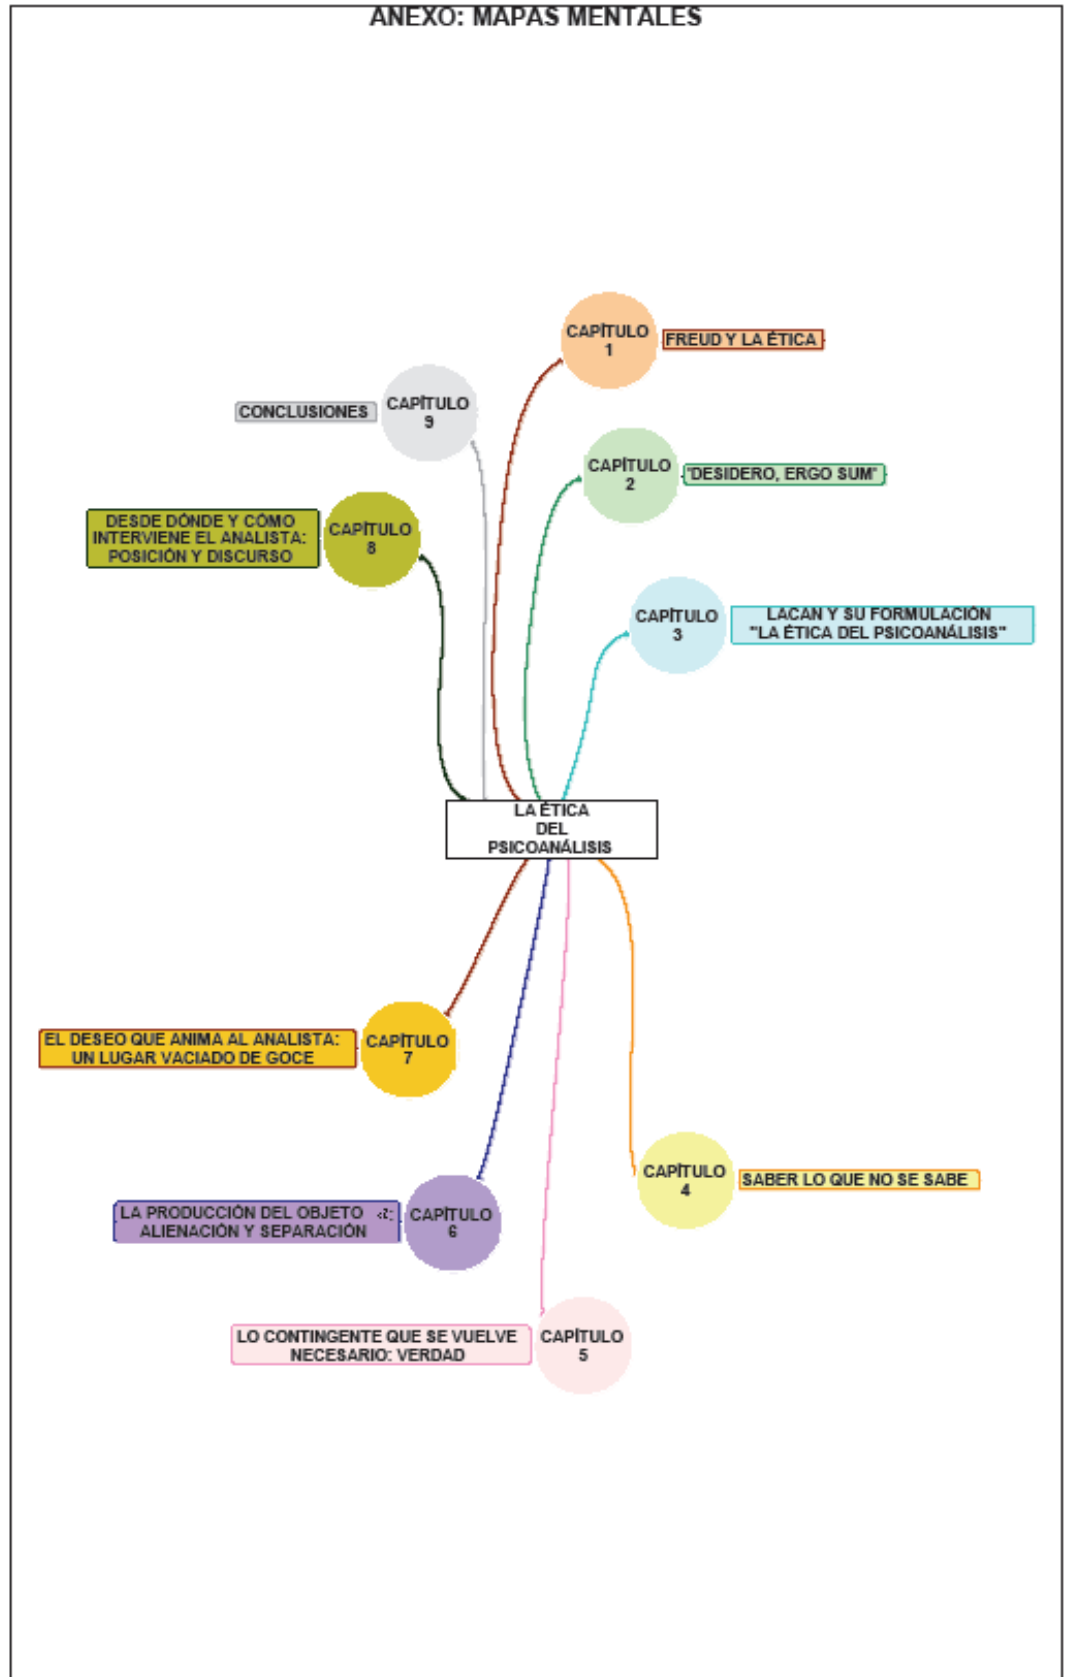 ANEXO: MAPAS MENTALES
CAPÍTULO
1
FREUD Y LA ÉTICA
CAPÍTULO
2
"DESIDERO, ERGO SUM"
CAPÍTULO
3
LACAN Y SU FORMULACIÓN
"LA ÉTICA DEL PSICOANÁLISIS"
CAPÍTULO
9
CONCLUSIONES
CAPÍTULO
8
DESDE DÓNDE Y CÓMO
INTERVIENE EL ANALISTA:
POSICIÓN Y DISCURSO
LA ÉTICA
DEL
PSICOANÁLISIS
CAPÍTULO
7
EL DESEO QUE ANIMA AL ANALISTA:
UN LUGAR VACIADO DE GOCE
CAPÍTULO
4
SABER LO QUE NO SE SABE
CAPÍTULO
6
LA PRODUCCIÓN DEL OBJETO
ALIENACIÓN Y SEPARACIÓN
CAPÍTULO
5
LO CONTINGENTE QUE SE VUELVE
NECESARIO: VERDAD